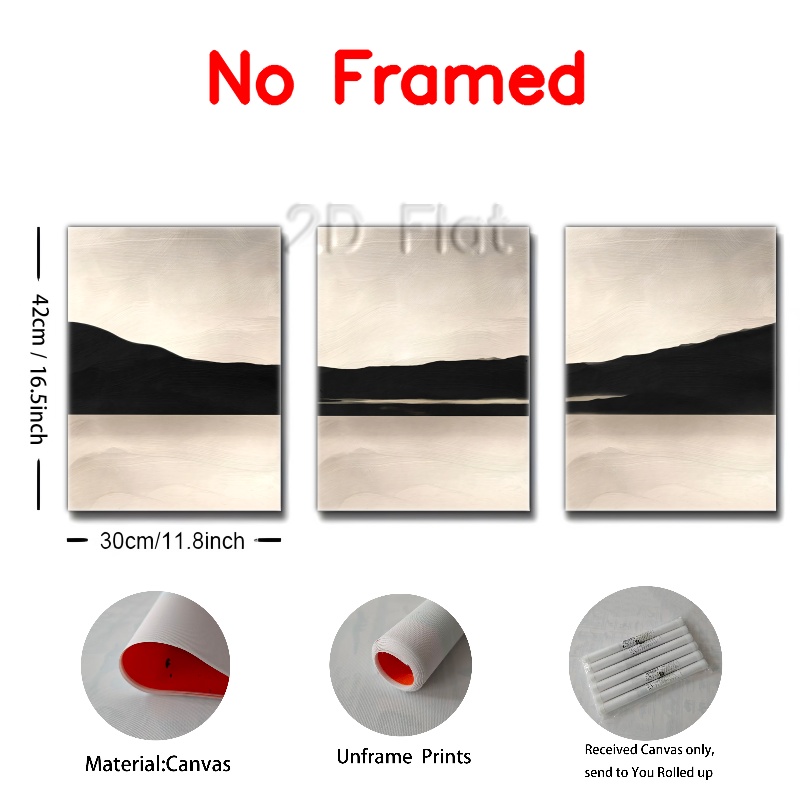 No Framed
2D Flat
42cm / 16.5inch
30cm/11.8inch
Material:Canvas
Unframe Prints
Received Canvas only,
send to You Rolled up